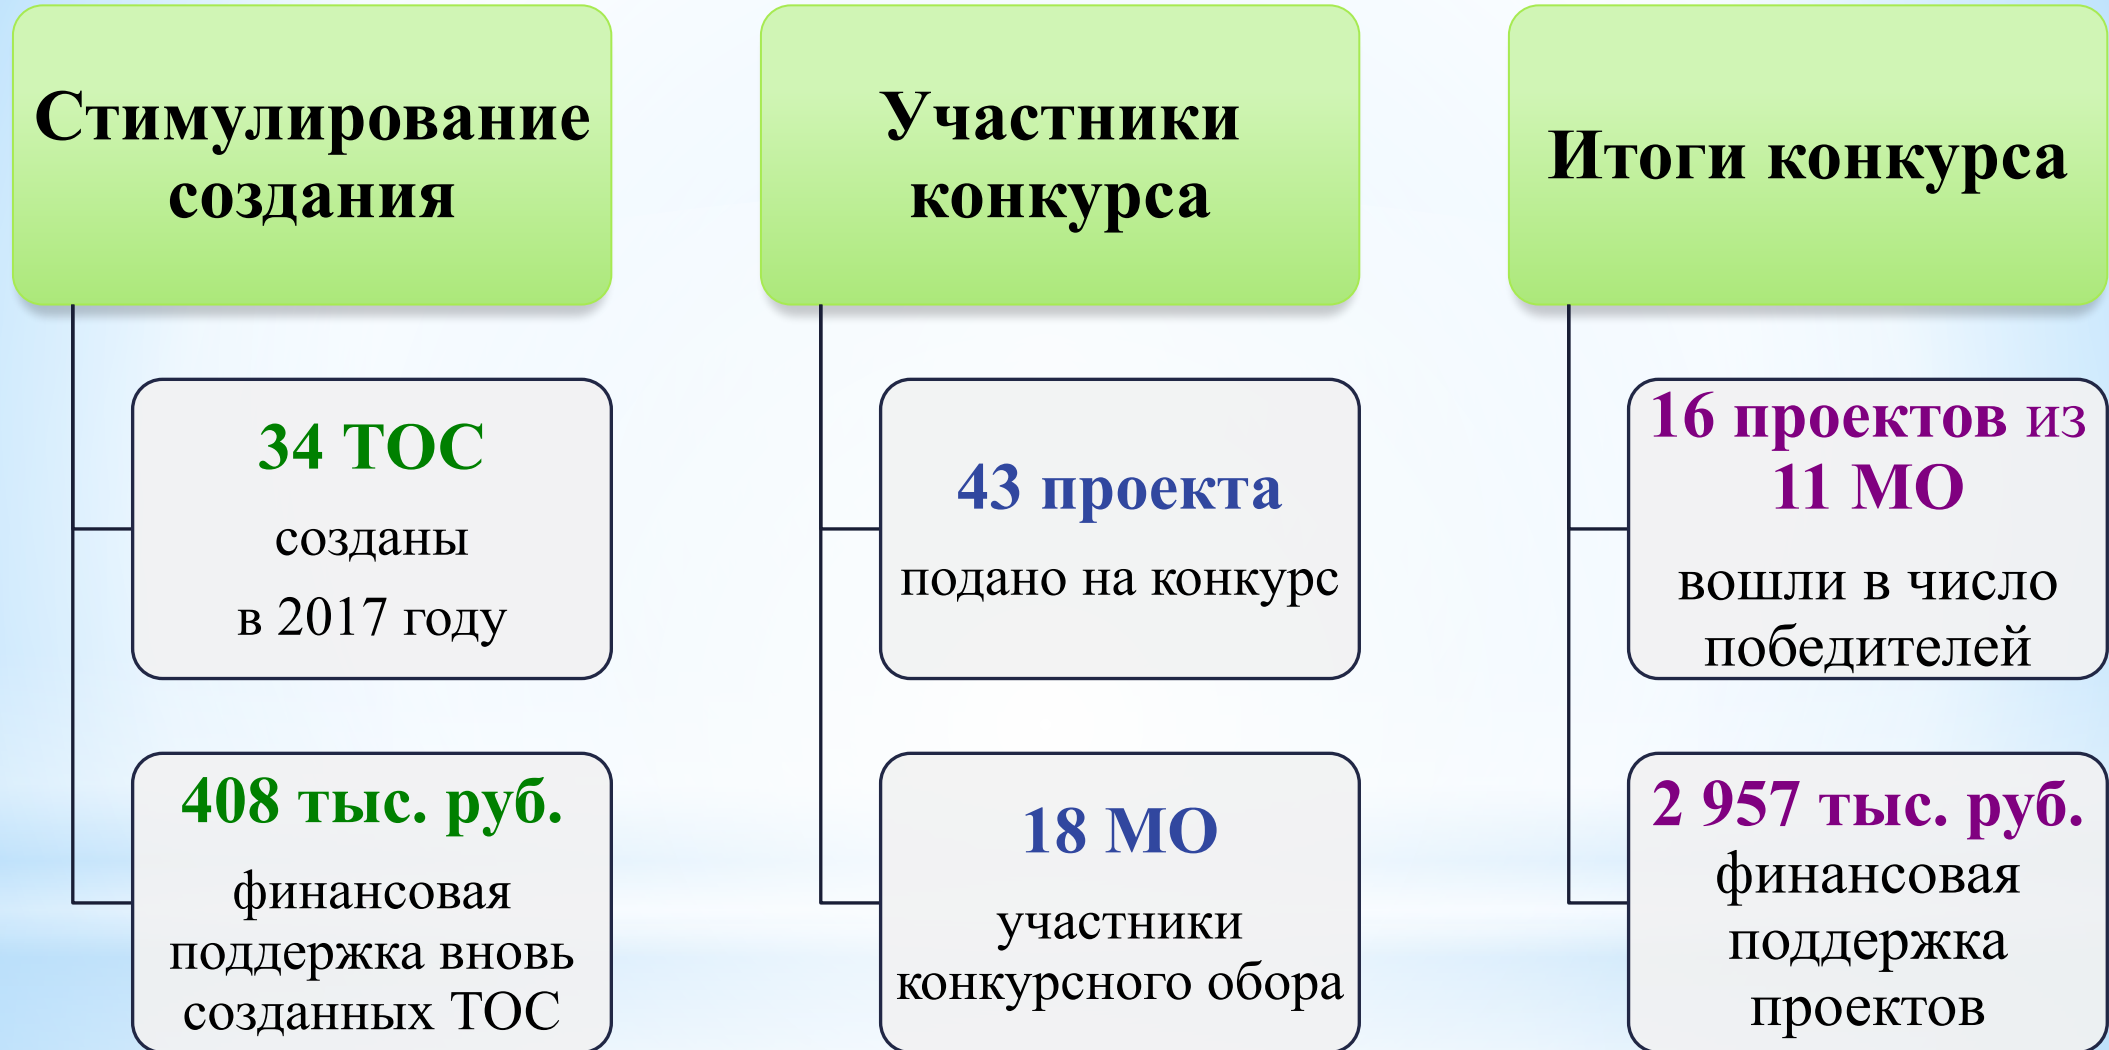 Стимулирование
создания
34 ТОС
созданы
в 2017 году
408 тыс. руб.
финансовая
поддержка вновь
созданных ТОС
Участники
конкурса
43 проекта
подано на конкурс
18 МО
участники
конкурсного обора
Итоги конкурса
16 проектов из
11 МО
вошли в число
победителей
2 957 тыс. руб.
финансовая
поддержка
проектов